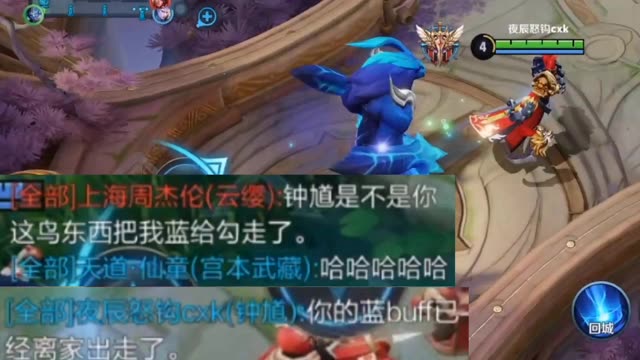 夜辰怒钩cxk
4
[全部]上海周杰伦(云缨):钟馗是不是你
这鸟东西把我蓝给勾走了。
[全部]天道·仙童(宫本武藏):哈哈哈哈哈
[全部]夜辰怒钩cxk(钟馗):你的蓝buff已
经离家出走了。
回城